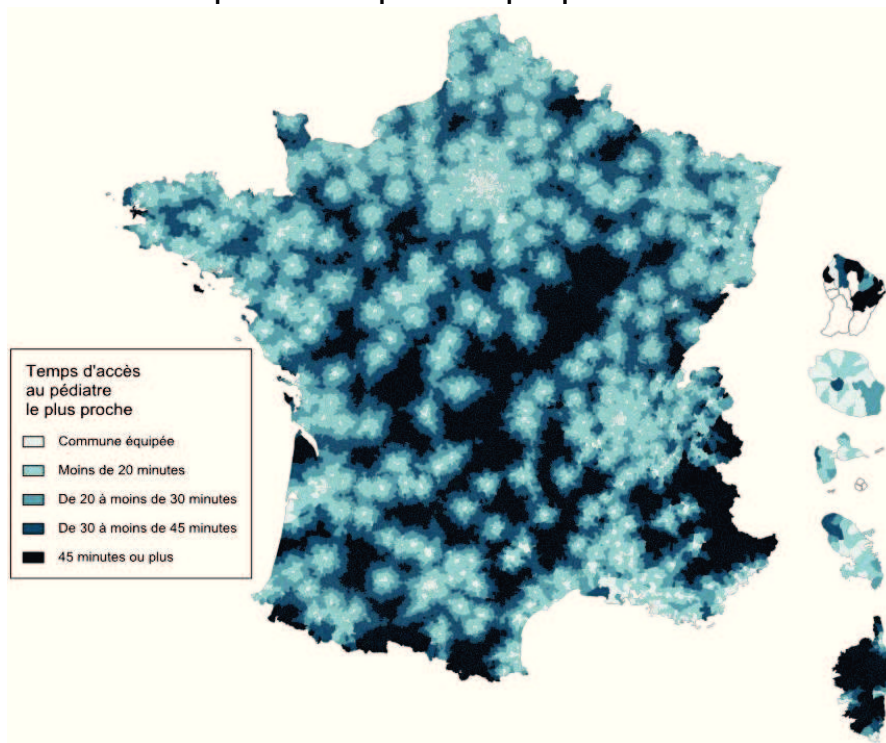 Temps d'accès
au pédiatre
le plus proche
Commune équipée
Moins de 20 minutes
De 20 à moins de 30 minutes
De 30 à moins de 45 minutes
45 minutes ou plus